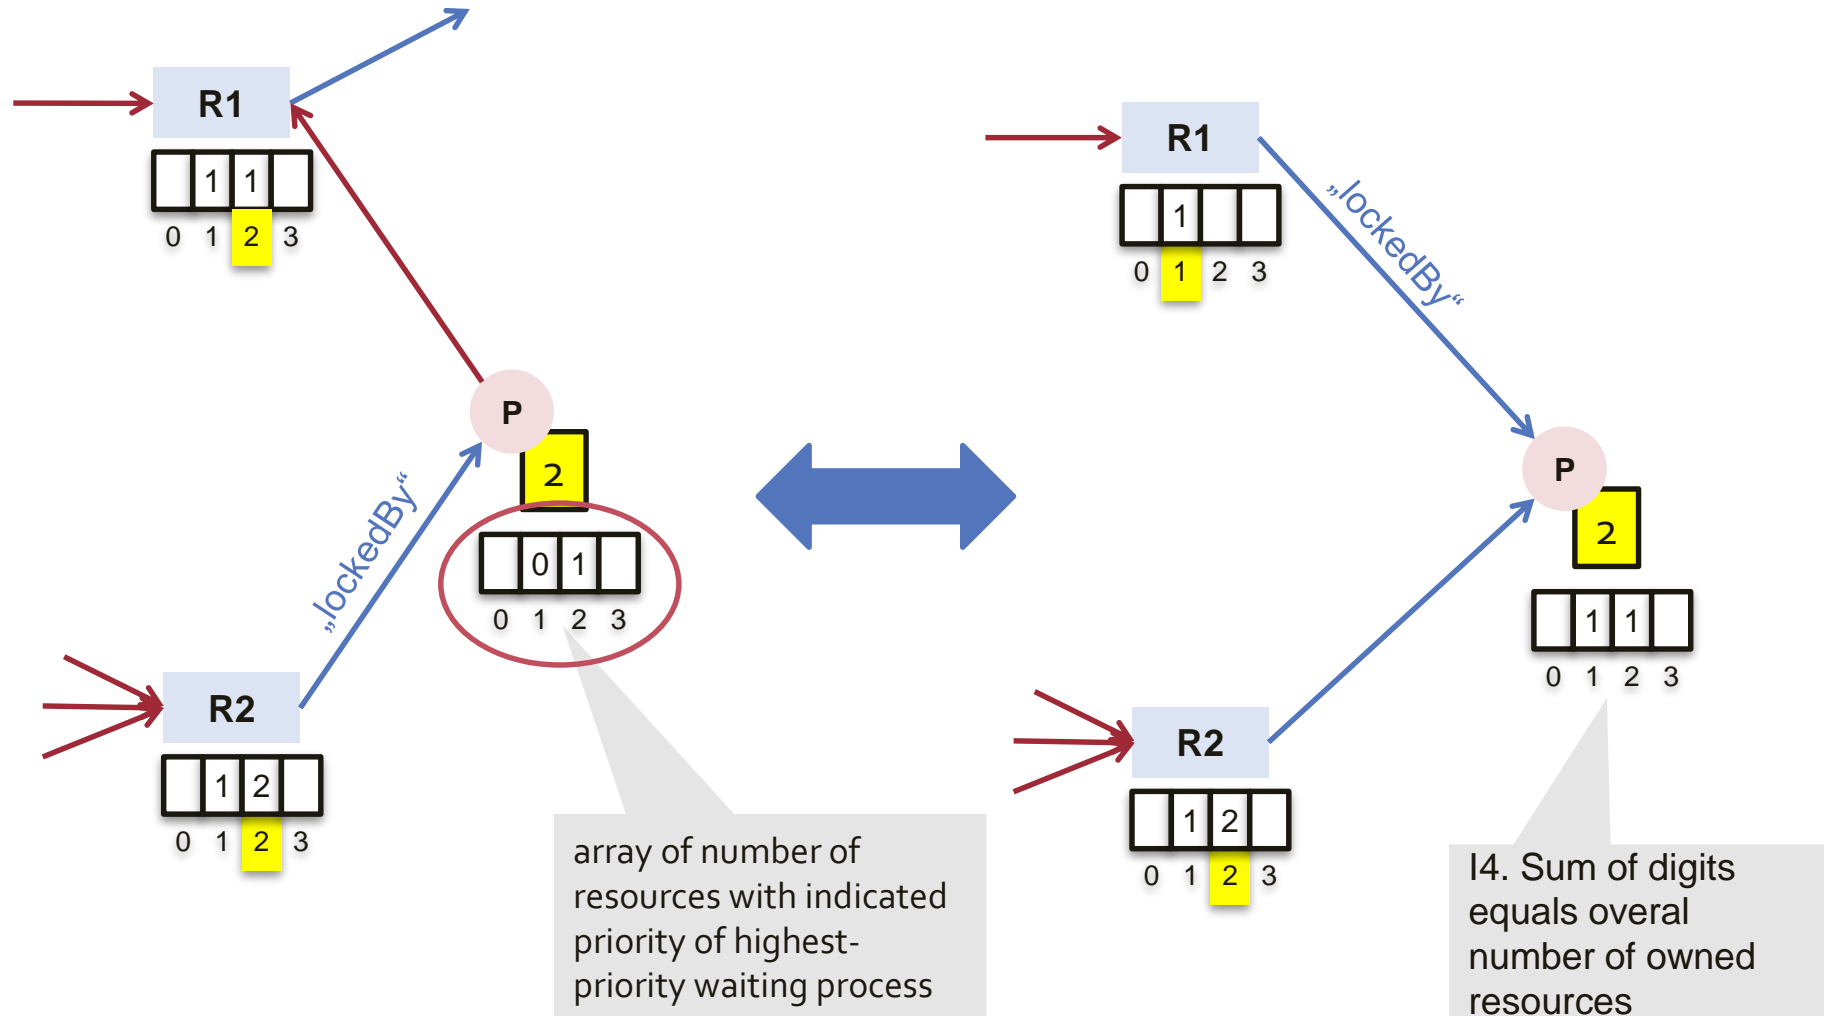 R1
1 1
0 1 2 3
P
2
0 1
0 1 2 3
„lockedBy“
R2
1 2
0 1 2 3
array of number of
resources with indicated
priority of highest-
priority waiting process
R1
1
0 1 2 3
„lockedBy“
P
2
1 1
0 1 2 3
R2
1 2
0 1 2 3
I4. Sum of digits
equals overal
number of owned
resources